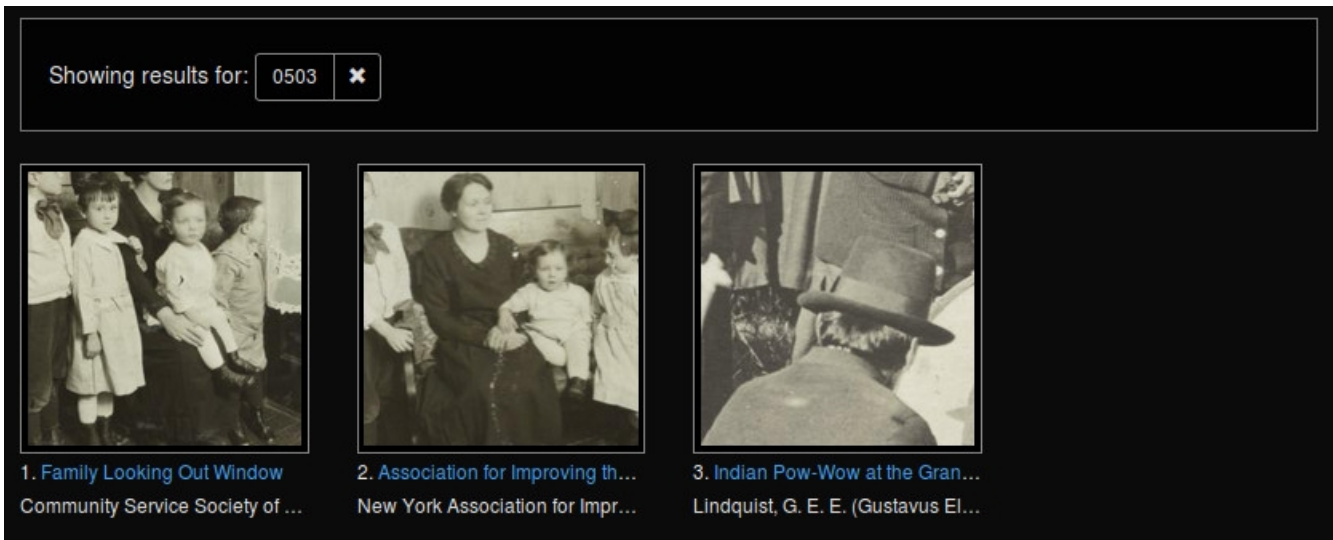 Showing results for: 0503 ✖
1. Family Looking Out Window
Community Service Society of ...
2. Association for Improving th...
New York Association for Impr...
3. Indian Pow-Wow at the Gran...
Lindquist, G. E. E. (Gustavus El...